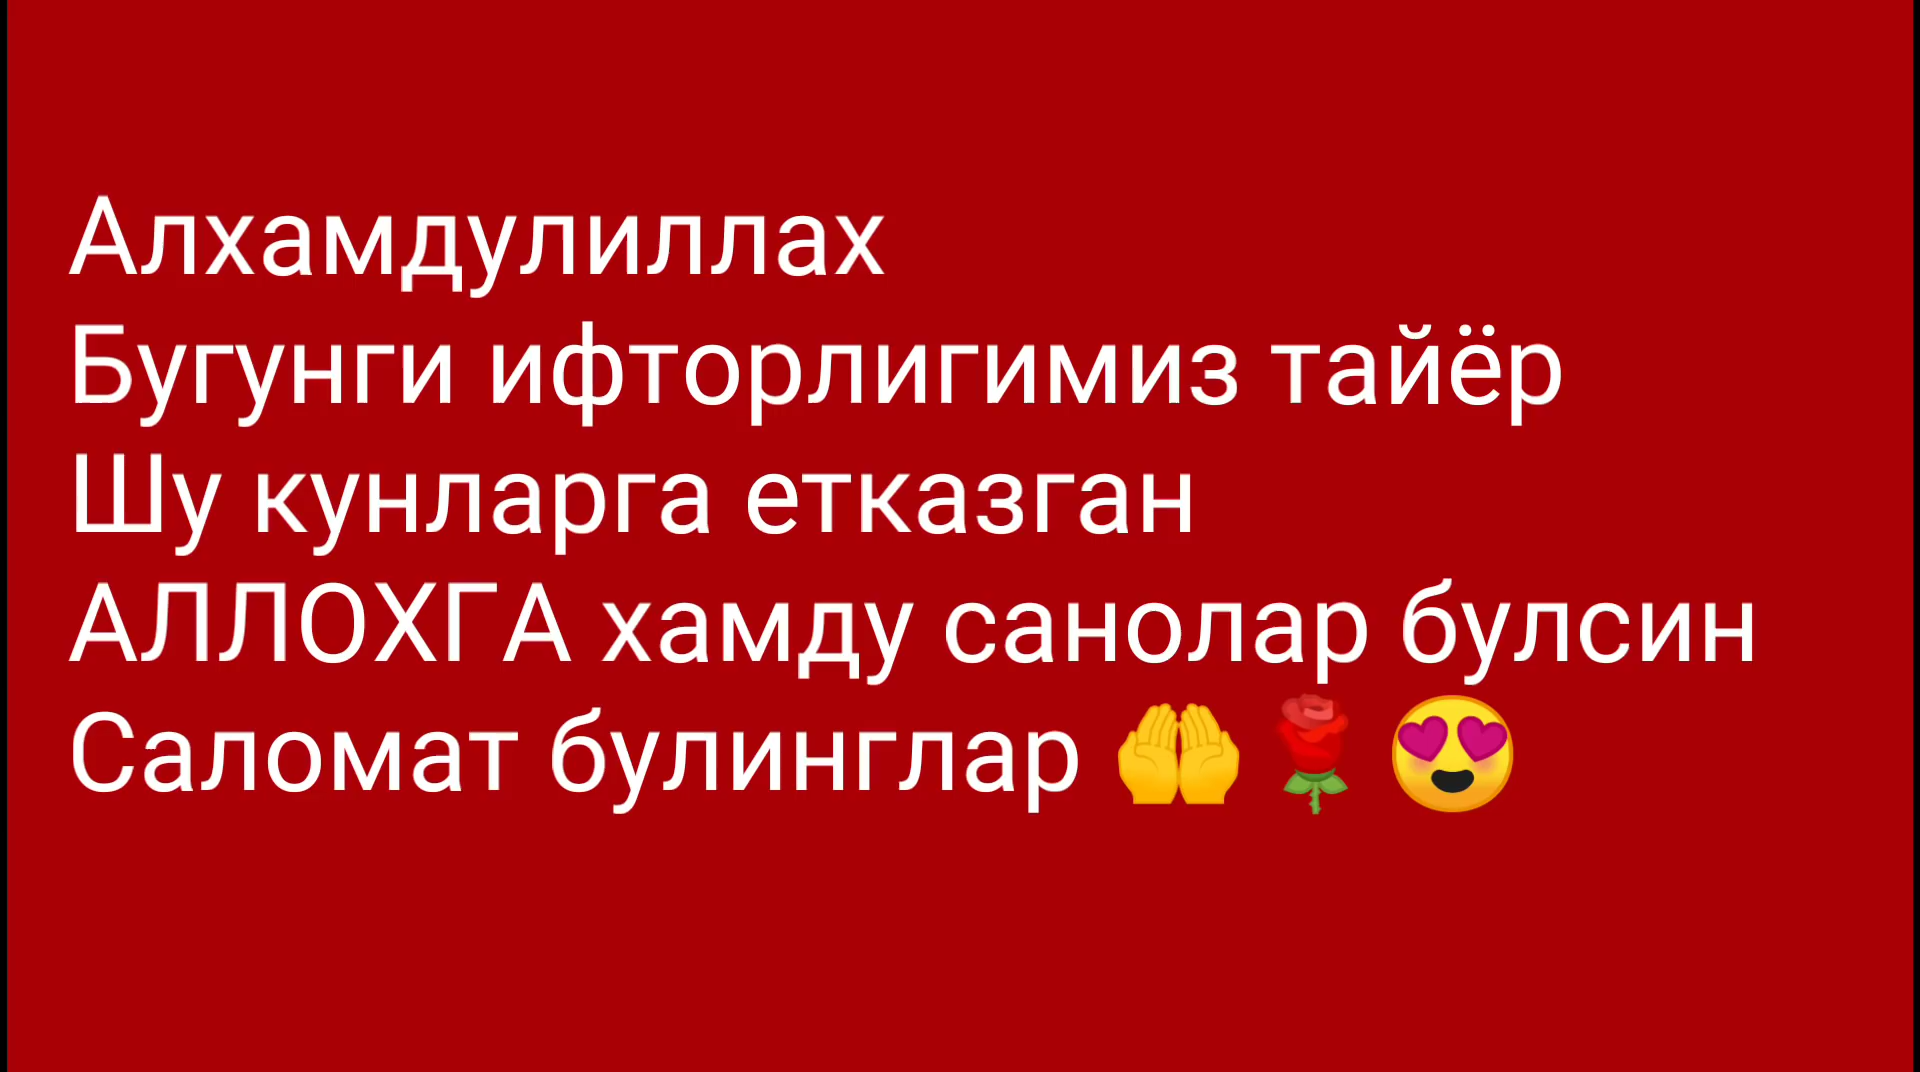 Алхамдулиллах
Бугунги ифторлигимиз тайёр
Шу кунларга етказган
АЛЛОХГА хамду санолар булсин
Саломат булинглар 🤲🌹😍